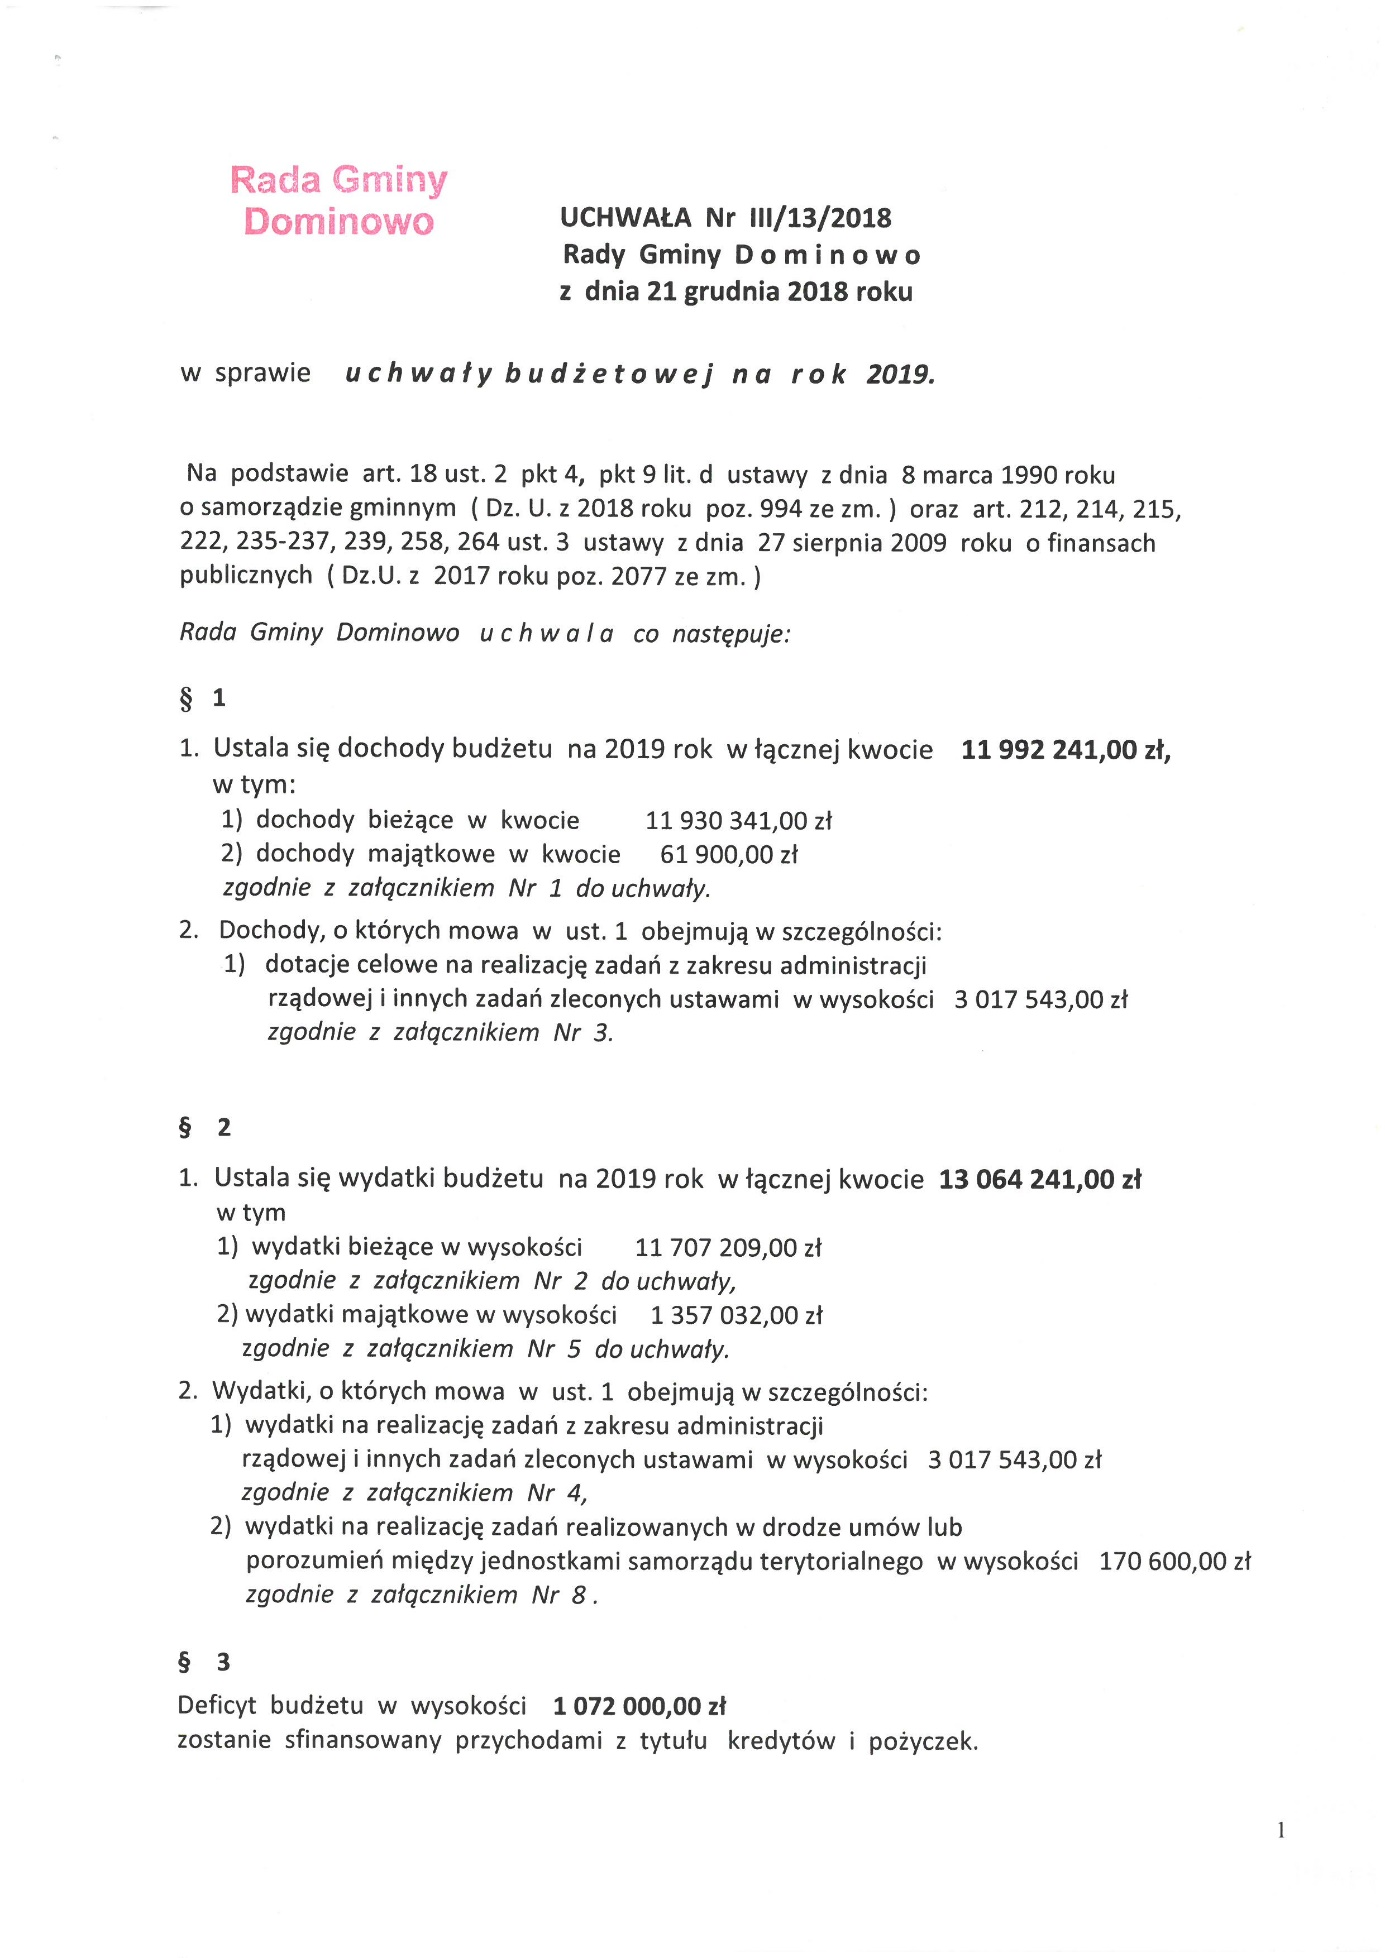 Rada Gminy
Dominowo
UCHWAŁA Nr III/13/2018
Rady Gminy D o m i n o w o
z dnia 21 grudnia 2018 roku
w sprawie u c h w a ł y b u d ż e t o w e j n a r o k 2019.
Na podstawie art. 18 ust. 2 pkt 4, pkt 9 lit. d ustawy z dnia 8 marca 1990 roku
o samorządzie gminnym ( Dz. U. z 2018 roku poz. 994 ze zm. ) oraz art. 212, 214, 215,
222, 235-237, 239, 258, 264 ust. 3 ustawy z dnia 27 sierpnia 2009 roku o finansach
publicznych ( Dz.U. z 2017 roku poz. 2077 ze zm. )
Rada Gminy Dominowo u c h w a l a co następuje:
§ 1
1. Ustala się dochody budżetu na 2019 rok w łącznej kwocie 11 992 241,00 zł,
w tym:
1) dochody bieżące w kwocie 11 930 341,00 zł
2) dochody majątkowe w kwocie 61 900,00 zł
zgodnie z załącznikiem Nr 1 do uchwały.
2. Dochody, o których mowa w ust. 1 obejmują w szczególności:
1) dotacje celowe na realizację zadań z zakresu administracji
rządowej i innych zadań zleconych ustawami w wysokości 3 017 543,00 zł
zgodnie z załącznikiem Nr 3.
§ 2
1. Ustala się wydatki budżetu na 2019 rok w łącznej kwocie 13 064 241,00 zł
w tym
1) wydatki bieżące w wysokości 11 707 209,00 zł
zgodnie z załącznikiem Nr 2 do uchwały,
2) wydatki majątkowe w wysokości 1 357 032,00 zł
zgodnie z załącznikiem Nr 5 do uchwały.
2. Wydatki, o których mowa w ust. 1 obejmują w szczególności:
1) wydatki na realizację zadań z zakresu administracji
rządowej i innych zadań zleconych ustawami w wysokości 3 017 543,00 zł
zgodnie z załącznikiem Nr 4,
2) wydatki na realizację zadań realizowanych w drodze umów lub
porozumień między jednostkami samorządu terytorialnego w wysokości 170 600,00 zł
zgodnie z załącznikiem Nr 8 .
§ 3
Deficyt budżetu w wysokości 1 072 000,00 zł
zostanie sfinansowany przychodami z tytułu kredytów i pożyczek.
1